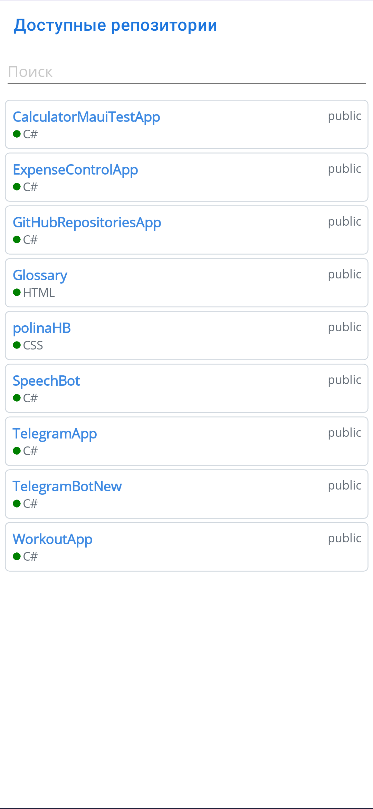 Доступные репозитории
Поиск
CalculatorMauiTestApp public
C#
ExpenseControlApp public
C#
GitHubRepositoriesApp public
C#
Glossary public
HTML
polinaHB public
CSS
SpeechBot public
C#
TelegramApp public
C#
TelegramBotNew public
C#
WorkoutApp public
C#